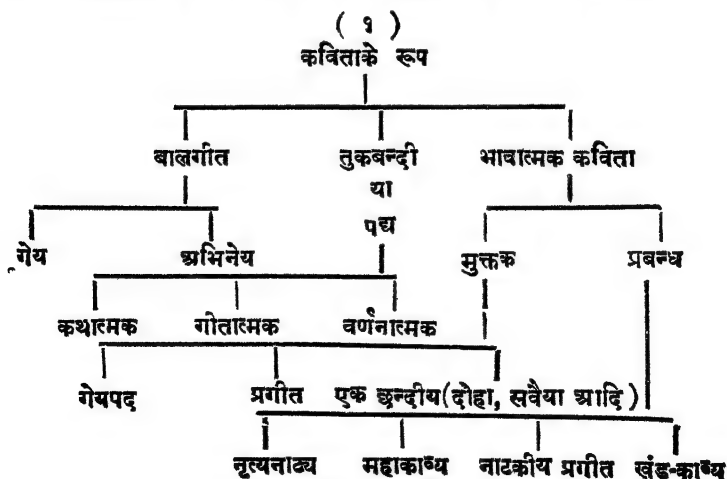 ( १ )
कविताके रूप
बालगीत तुकबन्दी भावात्मक कविता
या
पद्य
गेय अभिनेय मुक्तक प्रबन्ध
कथात्मक गीतात्मक वर्णनात्मक
गेयपद प्रगीत एक छन्दीय(दोहा, सवैया आदि)
नृत्यनाट्य महाकाव्य नाटकीय प्रगीत खंड-काव्य